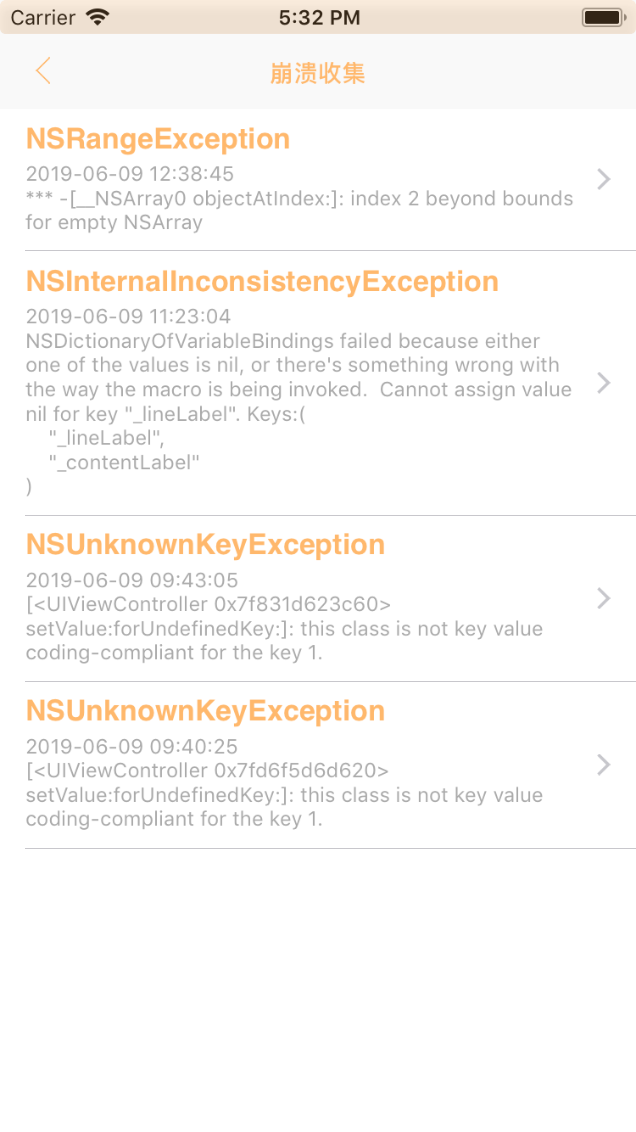 Carrier
5:32 PM
崩溃收集
NSRangeException
2019-06-09 12:38:45
*** -[__NSArray0 objectAtIndex:]: index 2 beyond bounds
for empty NSArray
NSInternalInconsistencyException
2019-06-09 11:23:04
NSDictionaryOfVariableBindings failed because either
one of the values is nil, or there's something wrong with
the way the macro is being invoked.  Cannot assign value
nil for key "_lineLabel". Keys:(
    "_lineLabel",
    "_contentLabel"
)
NSUnknownKeyException
2019-06-09 09:43:05
[<UIViewController 0x7f831d623c60>
setValue:forUndefinedKey:]: this class is not key value
coding-compliant for the key 1.
NSUnknownKeyException
2019-06-09 09:40:25
[<UIViewController 0x7fd6f5d6d620>
setValue:forUndefinedKey:]: this class is not key value
coding-compliant for the key 1.